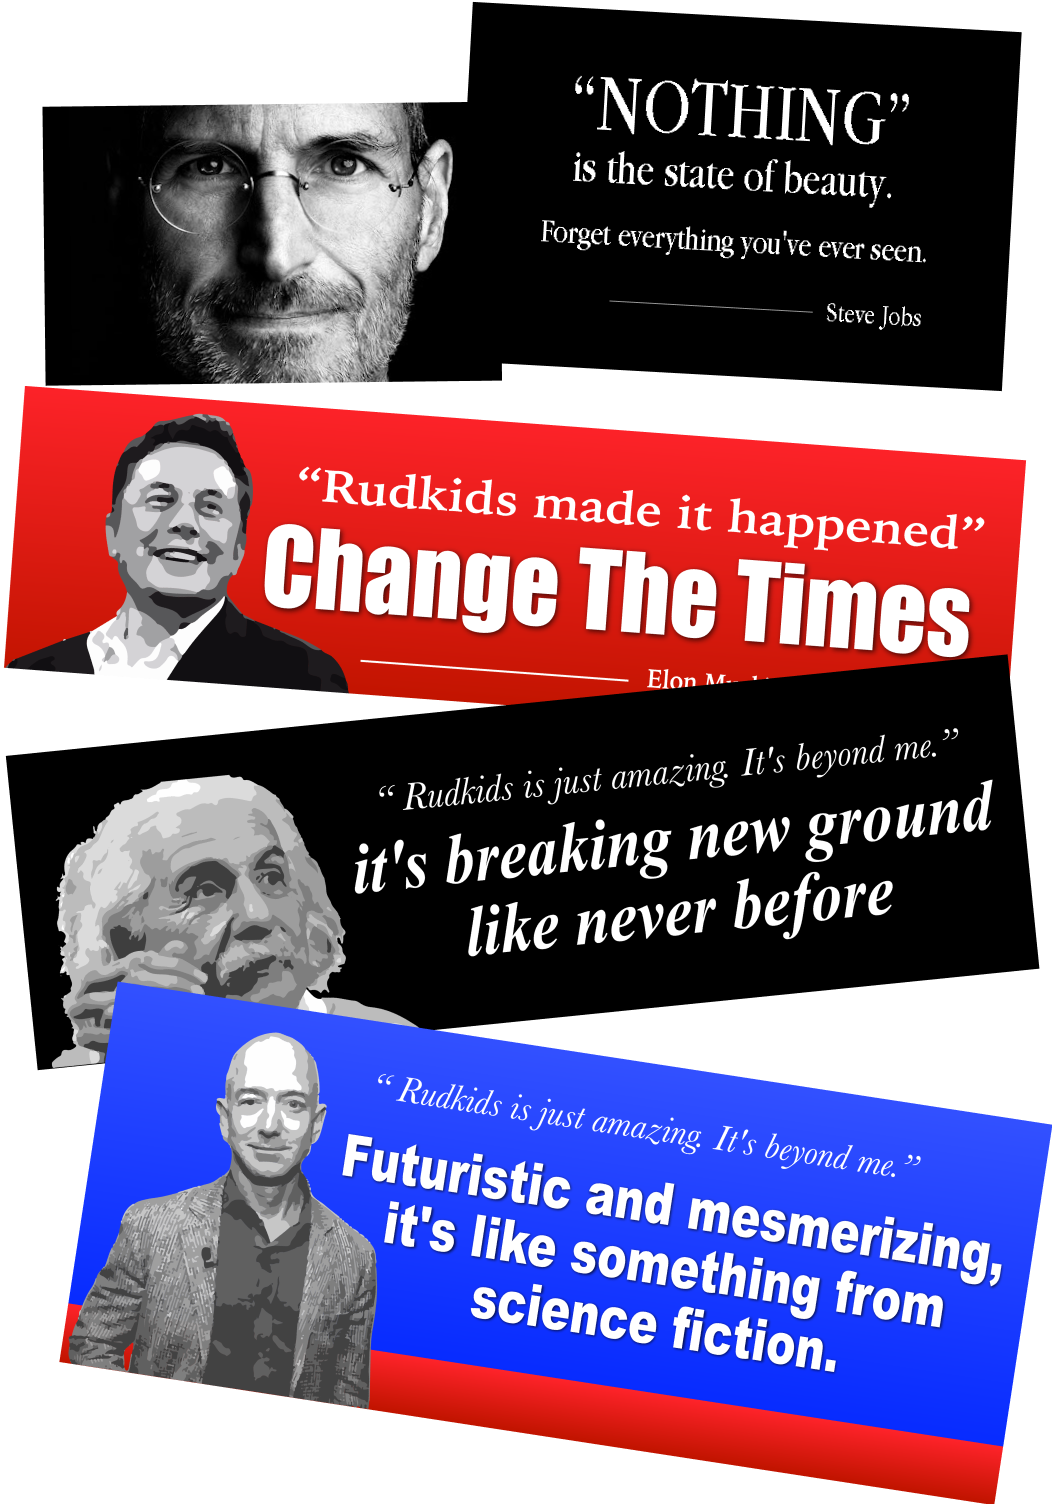 “NOTHING”
is the state of beauty.
Forget everything you've ever seen.
Steve Jobs
“Rudkids made it happened”
Change The Times
Elon
“ Rudkids is just amazing. It's beyond me.”
it's breaking new ground
like never before
“ Rudkids is just amazing. It's beyond me.”
Futuristic and mesmerizing,
it's like something from
science fiction.